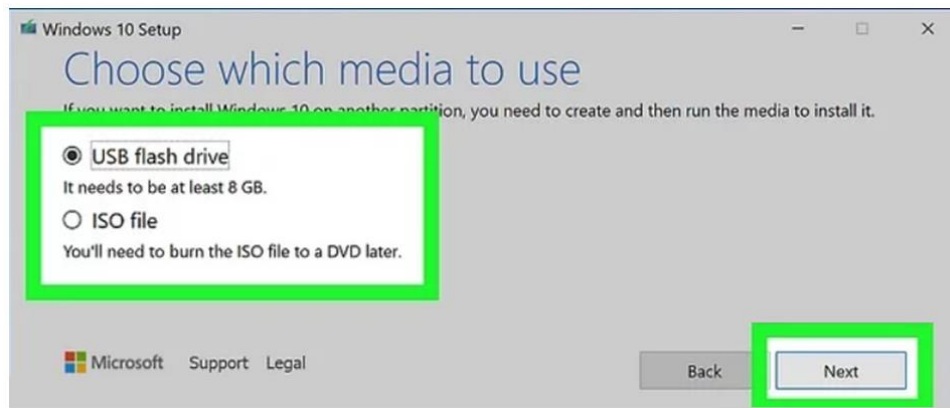 Windows 10 Setup
Choose which media to use
If you want to install Windows 10 on another partition, you need to create and then run the media to install it.
USB flash drive
It needs to be at least 8 GB.
ISO file
You'll need to burn the ISO file to a DVD later.
Microsoft Support Legal Back Next